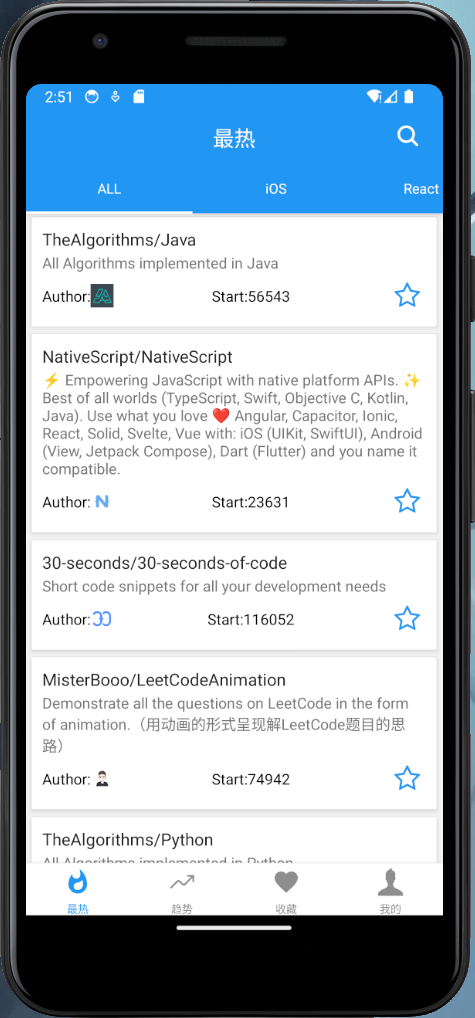 2:51
最热
ALL iOS React
TheAlgorithms/Java
All Algorithms implemented in Java
Author: Start:56543
NativeScript/NativeScript
⚡ Empowering JavaScript with native platform APIs. ✨
Best of all worlds (TypeScript, Swift, Objective C, Kotlin,
Java). Use what you love ❤️ Angular, Capacitor, Ionic,
React, Solid, Svelte, Vue with: iOS (UIKit, SwiftUI), Android
(View, Jetpack Compose), Dart (Flutter) and you name it
compatible.
Author: Start:23631
30-seconds/30-seconds-of-code
Short code snippets for all your development needs
Author: Start:116052
MisterBooo/LeetCodeAnimation
Demonstrate all the questions on LeetCode in the form
of animation.（用动画的形式呈现解LeetCode题目的思
路）
Author: Start:74942
TheAlgorithms/Python
All Algorithms implemented in Python
最热 趋势 收藏 我的